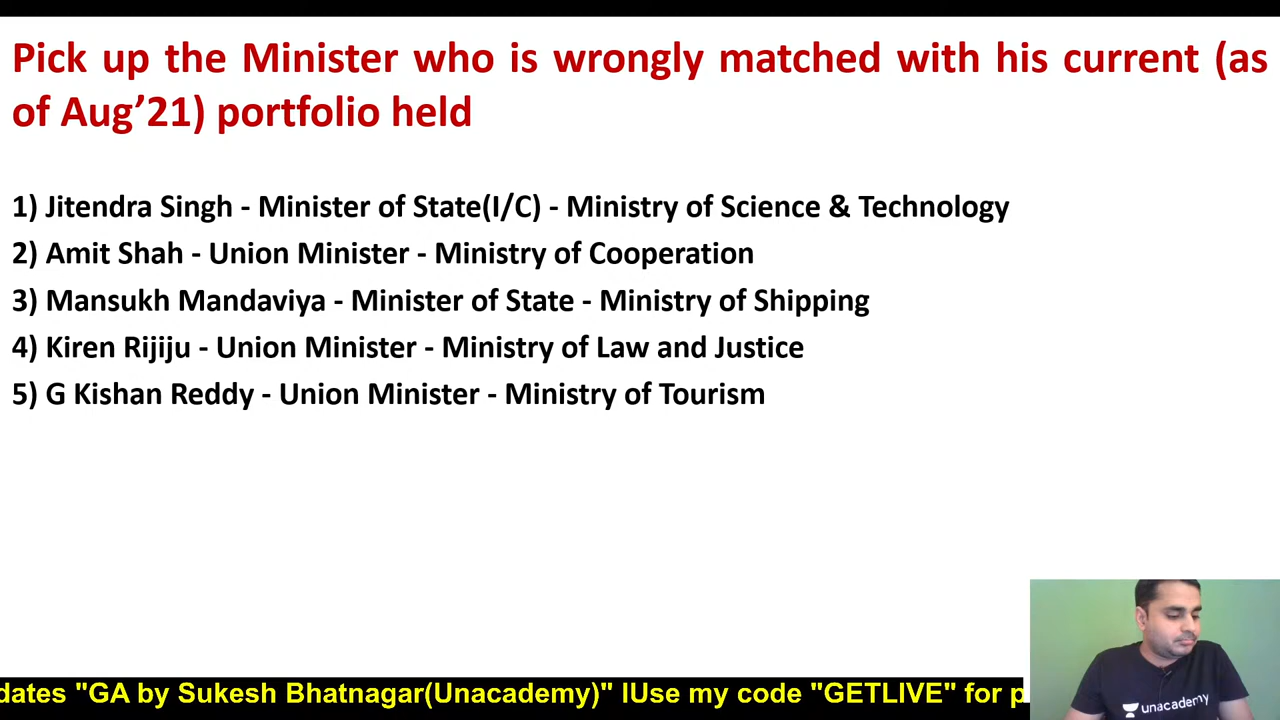 Pick up the Minister who is wrongly matched with his current (as
of Aug’21) portfolio held
1) Jitendra Singh - Minister of State(I/C) - Ministry of Science & Technology
2) Amit Shah - Union Minister - Ministry of Cooperation
3) Mansukh Mandaviya - Minister of State - Ministry of Shipping
4) Kiren Rijiju - Union Minister - Ministry of Law and Justice
5) G Kishan Reddy - Union Minister - Ministry of Tourism
dates "GA by Sukesh Bhatnagar(Unacademy)" lUse my code "GETLIVE" for p
unacademy